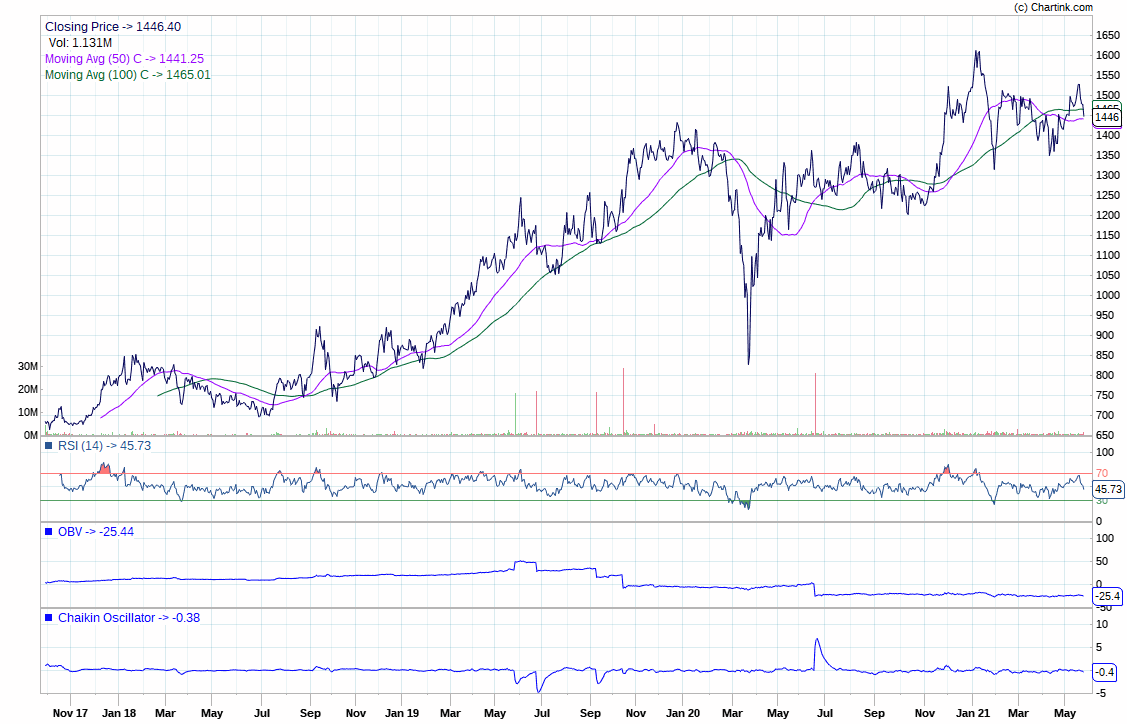 (c) Chartink.com
Closing Price -> 1446.40
Vol: 1.131M
Moving Avg (50) C -> 1441.25
Moving Avg (100) C -> 1465.01
1650
1600
1550
1500
1446
1400
1350
1300
1250
1200
1150
1100
1050
1000
950
900
850
800
750
700
650
30M
20M
10M
0M
RSI (14) -> 45.73
100
70
45.73
30
0
OBV -> -25.44
100
50
0
-25.4
-50
Chaikin Oscillator -> -0.38
10
5
-0.4
-5
Nov 17 Jan 18 Mar May Jul Sep Nov Jan 19 Mar May Jul Sep Nov Jan 20 Mar May Jul Sep Nov Jan 21 Mar May